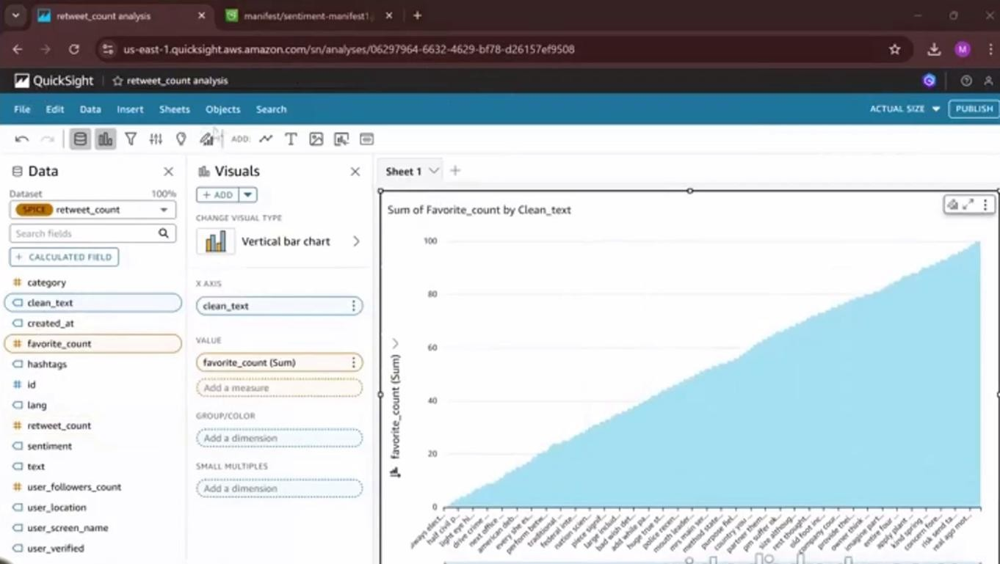 retweet_count analysis
manifest/sentiment-manifest1.
us-east-1.quicksight.aws.amazon.com/sn/analyses/06297964-6632-4629-bf78-d26157ef9508
M
QuickSight
retweet_count analysis
File Edit Data Insert Sheets Objects Search
ACTUAL SIZE
PUBLISH
ADD:
Data
Dataset
100%
SPICE retweet_count
Search fields
+ CALCULATED FIELD
category
clean_text
created_at
favorite_count
hashtags
id
lang
retweet_count
sentiment
text
user_followers_count
user_location
user_screen_name
user_verified
Visuals
+ ADD
CHANGE VISUAL TYPE
Vertical bar chart
X AXIS
clean_text
VALUE
favorite_count (Sum)
Add a measure
GROUP/COLOR
Add a dimension
SMALL MULTIPLES
Add a dimension
Sheet 1
Sum of Favorite_count by Clean_text
favorite_count (Sum)
100
80
60
40
20
0
always elect...
half civil p...
light eye hi...
drive crime ...
next office ...
american deb...
every she es...
perform betw...
traditional ...
federal inte...
nation scien...
piece signif...
large includ...
bad wish det...
add while pa...
huge true st...
police recen...
mouth leader...
mrs main ser...
method state...
purpose fiel...
country you ...
partner them...
pm suffer ok...
size althoug...
rest thought...
old foot inc...
company cour...
provide thei...
owner think ...
imagine part...
entire four ...
apply plant ...
kind spring ...
concern fore...
risk wind ta...
real ago mot...